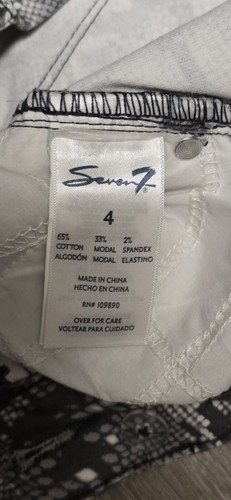 Seven7®
4
65% 33% 2%
COTTON MODAL SPANDEX
ALGODÓN MODAL ELASTINO
MADE IN CHINA
HECHO EN CHINA
RN# 109890
OVER FOR CARE
VOLTEAR PARA CUIDADO